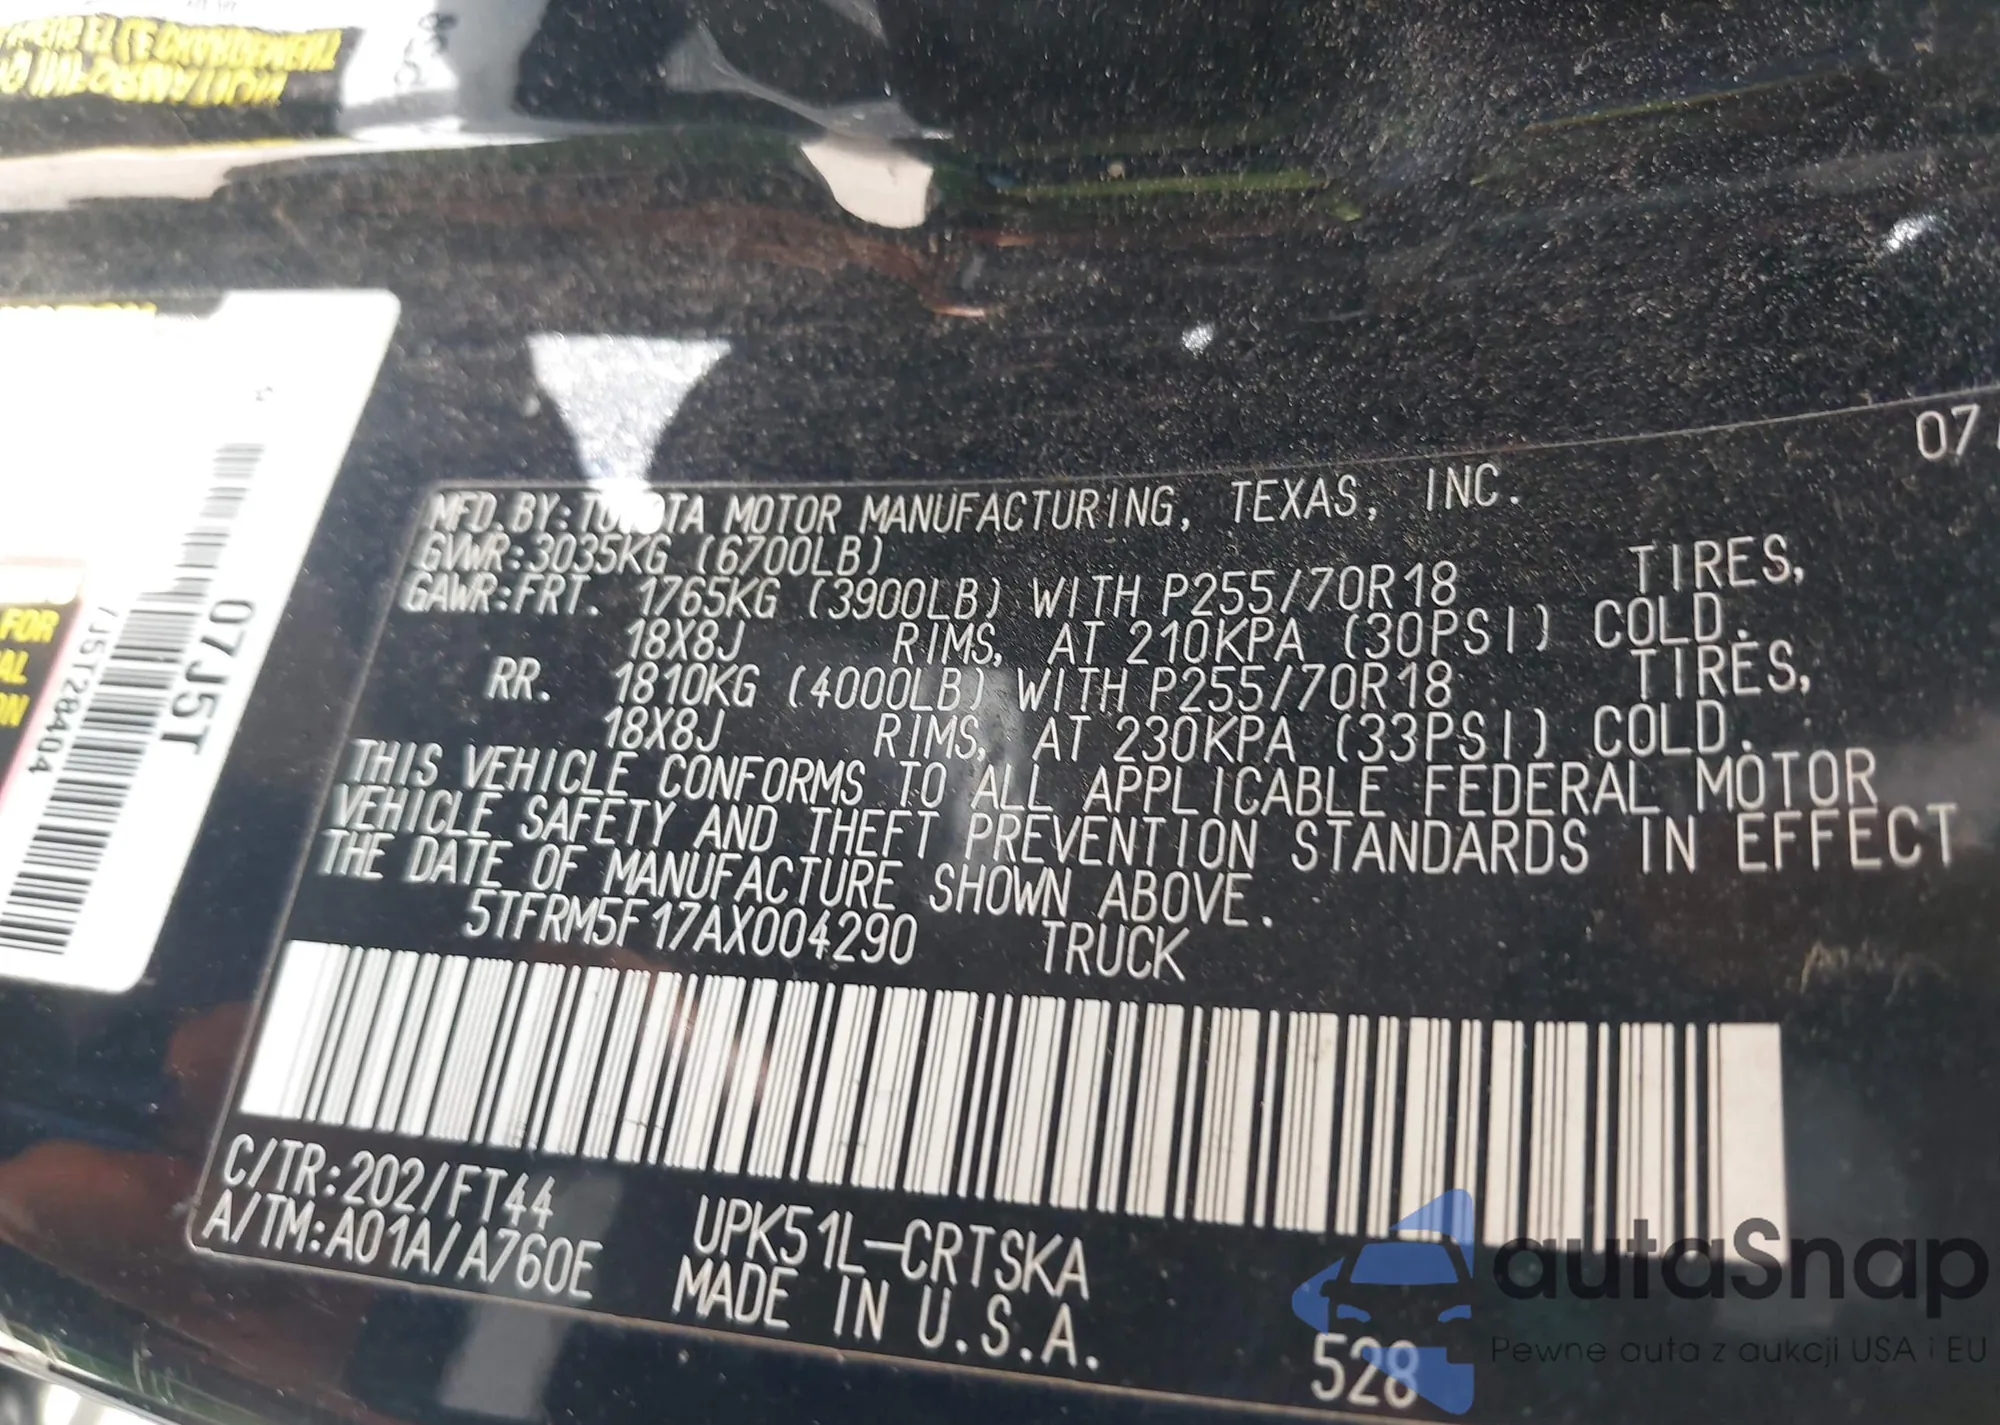 07
MFD. BY: TOYOTA MOTOR MANUFACTURING, TEXAS, INC.
GVWR: 3035KG (6700LB)
GAWR: FRT. 1765KG (3900LB) WITH P255/70R18 TIRES,
18X8J RIMS, AT 210KPA (30PSI) COLD.
RR. 1810KG (4000LB) WITH P255/70R18 TIRES,
18X8J RIMS, AT 230KPA (33PSI) COLD.
THIS VEHICLE CONFORMS TO ALL APPLICABLE FEDERAL MOTOR
VEHICLE SAFETY AND THEFT PREVENTION STANDARDS IN EFFECT
THE DATE OF MANUFACTURE SHOWN ABOVE.
5TFRM5F17AX004290 TRUCK
C/TR: 202/FT44
A/TM: A01A/A760E
UPK51L-CRTSKA
MADE IN U.S.A.
528
07J5T
7J5T28404
FOR
autaSnap
Pewne auta z aukcji USA i EU